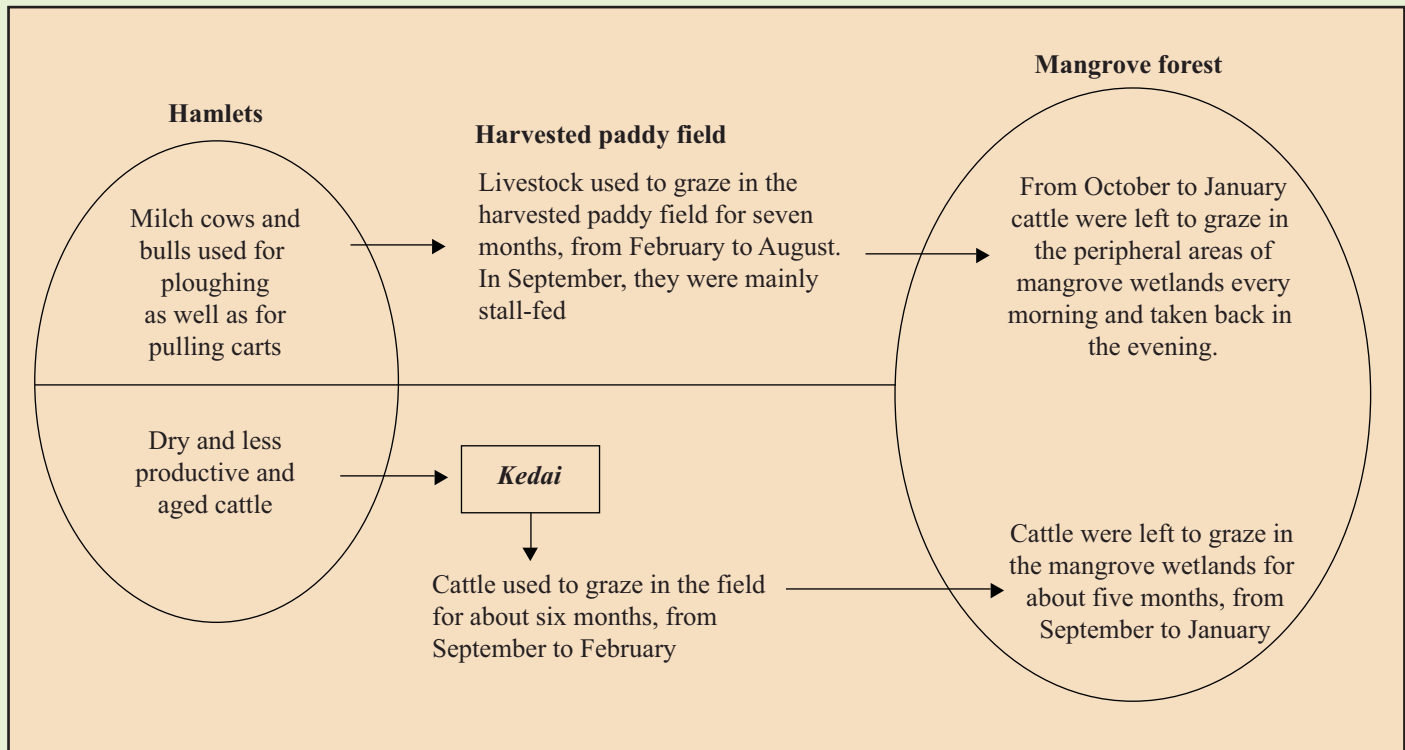 Hamlets
Milch cows and
bulls used for
ploughing
as well as for
pulling carts
Dry and less
productive and
aged cattle
Harvested paddy field
Livestock used to graze in the
harvested paddy field for seven
months, from February to August.
In September, they were mainly
stall-fed
Kedai
Cattle used to graze in the field
for about six months, from
September to February
Mangrove forest
From October to January
cattle were left to graze in
the peripheral areas of
mangrove wetlands every
morning and taken back in
the evening.
Cattle were left to graze in
the mangrove wetlands for
about five months, from
September to January